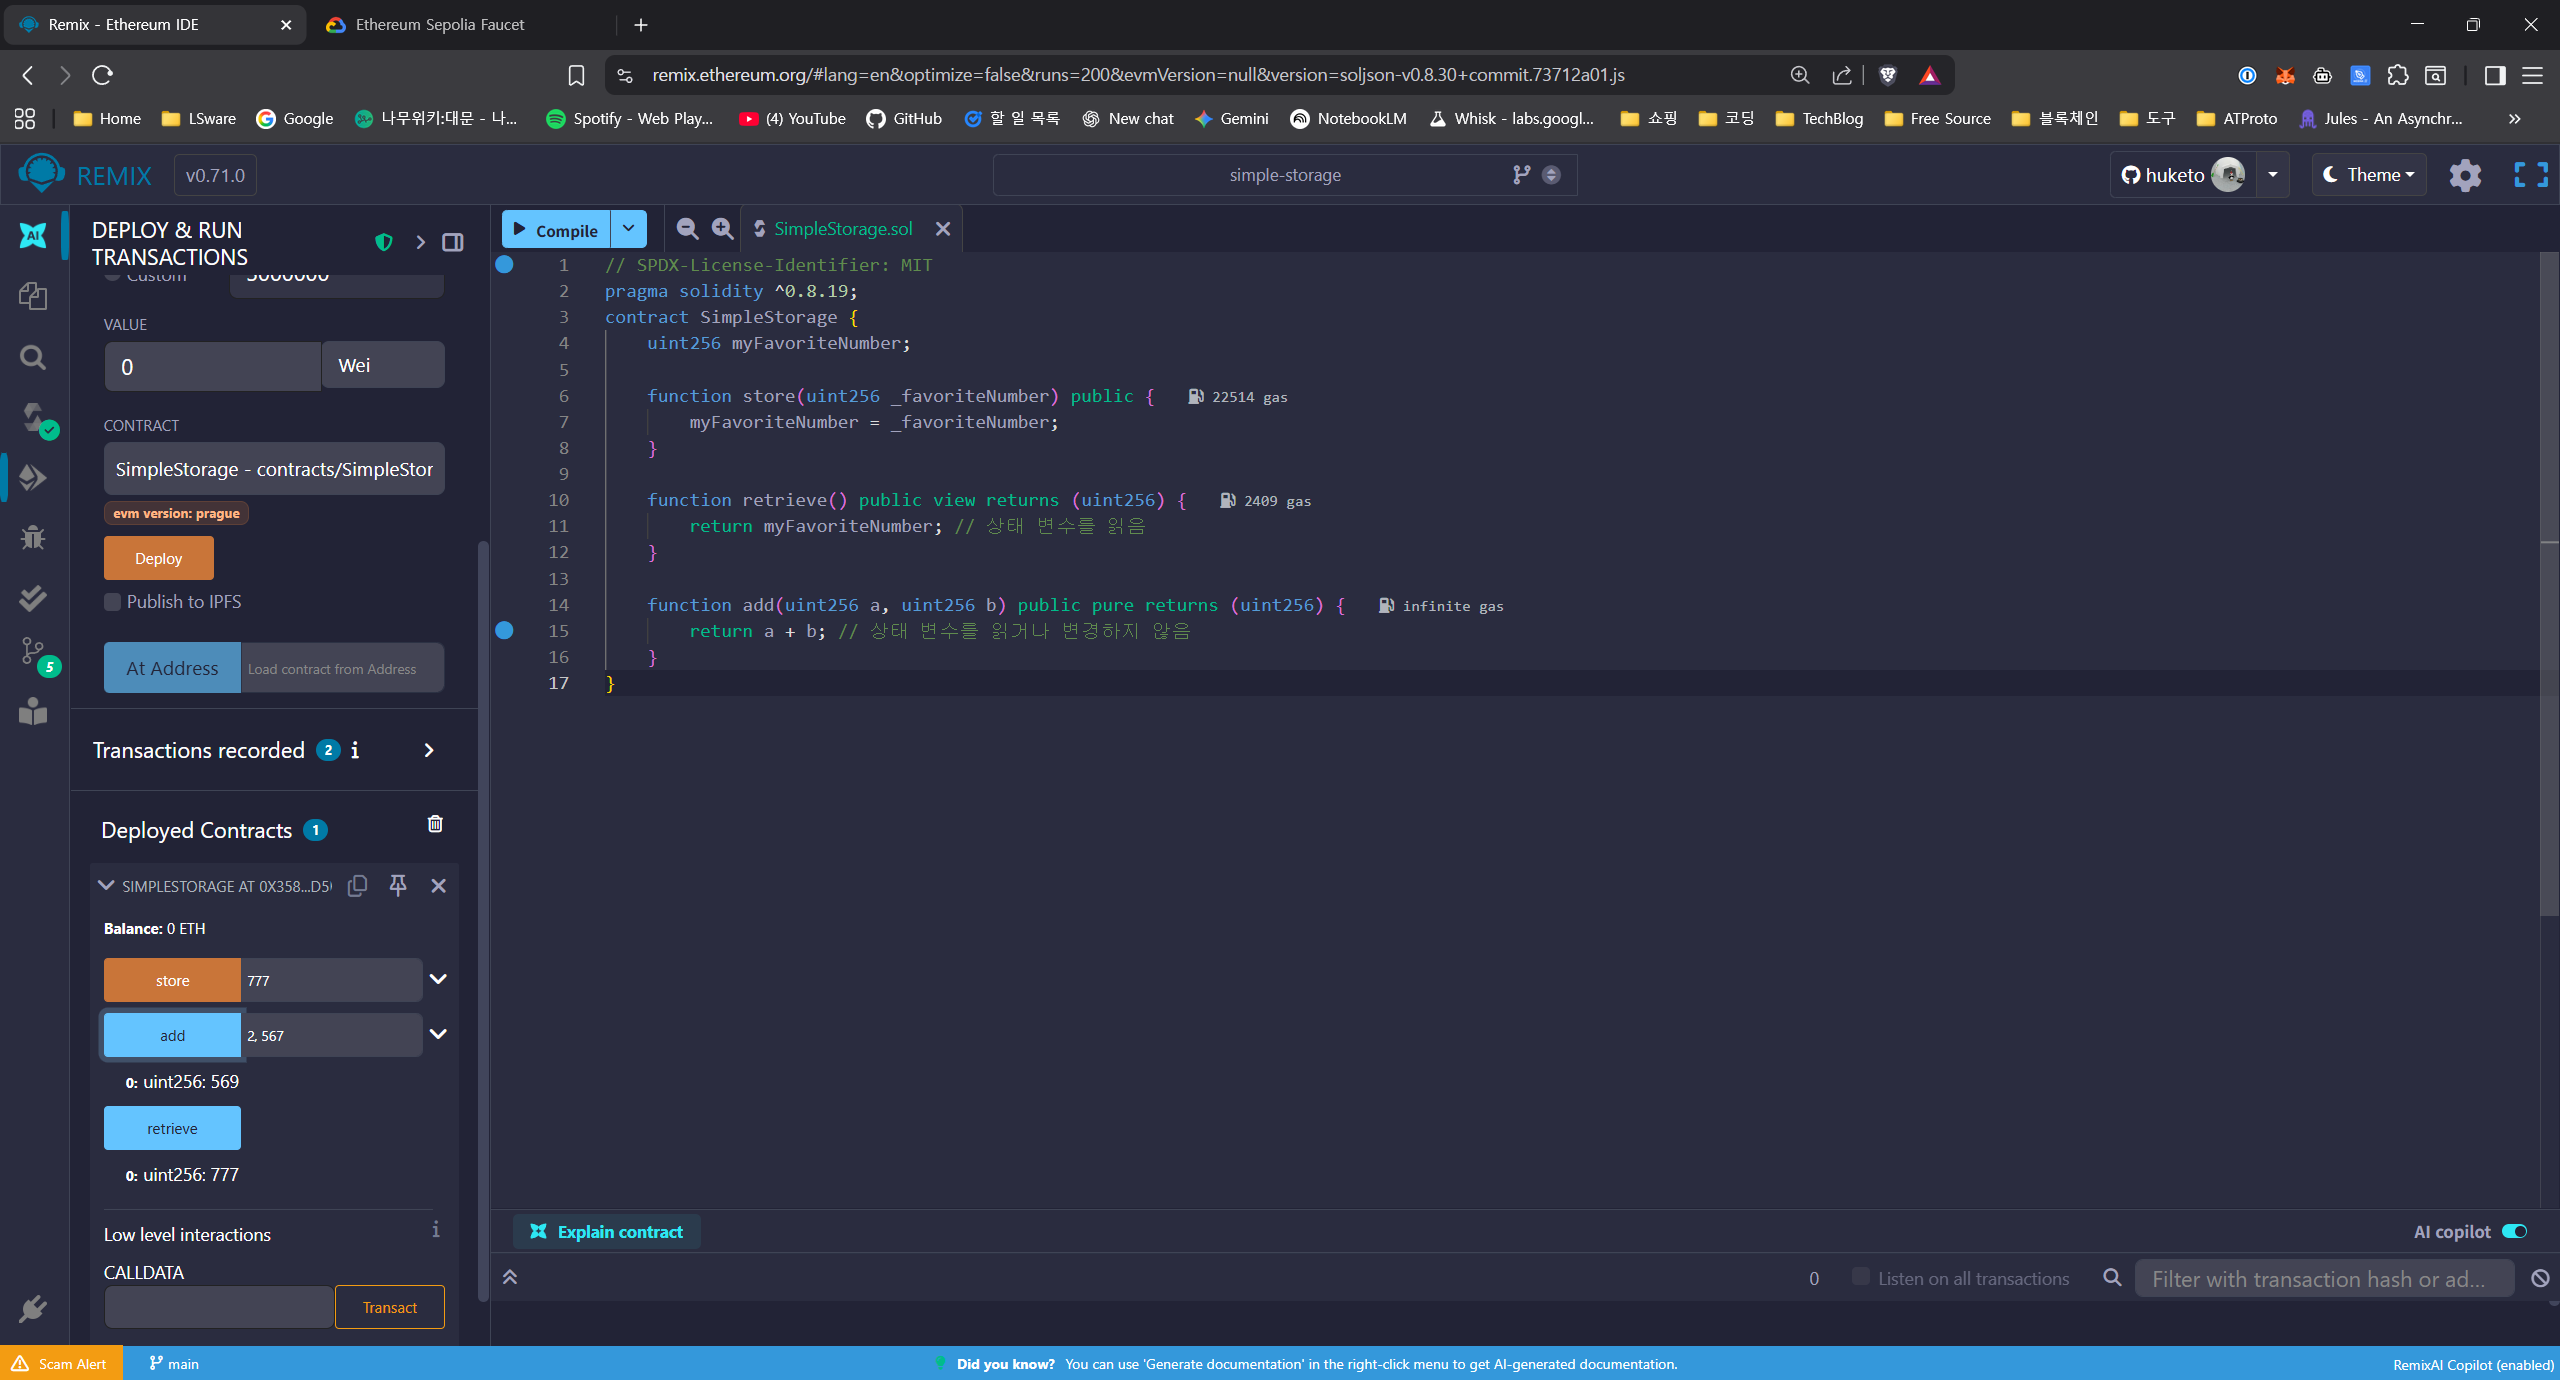 Remix - Ethereum IDE
Ethereum Sepolia Faucet
remix.ethereum.org/#lang=en&optimize=false&runs=200&evmVersion=null&version=soljson-v0.8.30+commit.73712a01.js
Home LSware Google 나무위키:대문 - 나... Spotify - Web Play... (4) YouTube GitHub 할 일 목록 New chat Gemini NotebookLM Whisk - labs.googl... 쇼핑 코딩 TechBlog Free Source 블록체인 도구 ATProto Jules - An Asynchr... »
REMIX v0.71.0
simple-storage
huketo
Theme
DEPLOY & RUN
TRANSACTIONS
Custom 3000000
VALUE
0 Wei
CONTRACT
SimpleStorage - contracts/SimpleStor
evm version: prague
Deploy
Publish to IPFS
At Address Load contract from Address
Transactions recorded 2 i
Deployed Contracts 1
SIMPLESTORAGE AT 0X358...D5
Balance: 0 ETH
store 777
add 2, 567
0: uint256: 569
retrieve
0: uint256: 777
Low level interactions i
CALLDATA
Transact
Compile
SimpleStorage.sol
1 // SPDX-License-Identifier: MIT
2 pragma solidity ^0.8.19;
3 contract SimpleStorage {
4 uint256 myFavoriteNumber;
5
6 function store(uint256 _favoriteNumber) public { 22514 gas
7 myFavoriteNumber = _favoriteNumber;
8 }
9
10 function retrieve() public view returns (uint256) { 2409 gas
11 return myFavoriteNumber; // 상태 변수를 읽음
12 }
13
14 function add(uint256 a, uint256 b) public pure returns (uint256) { infinite gas
15 return a + b; // 상태 변수를 읽거나 변경하지 않음
16 }
17 }
Explain contract
AI copilot
0 Listen on all transactions Filter with transaction hash or ad...
AI
5
Scam Alert
main
Did you know? You can use 'Generate documentation' in the right-click menu to get AI-generated documentation.
RemixAI Copilot (enabled)